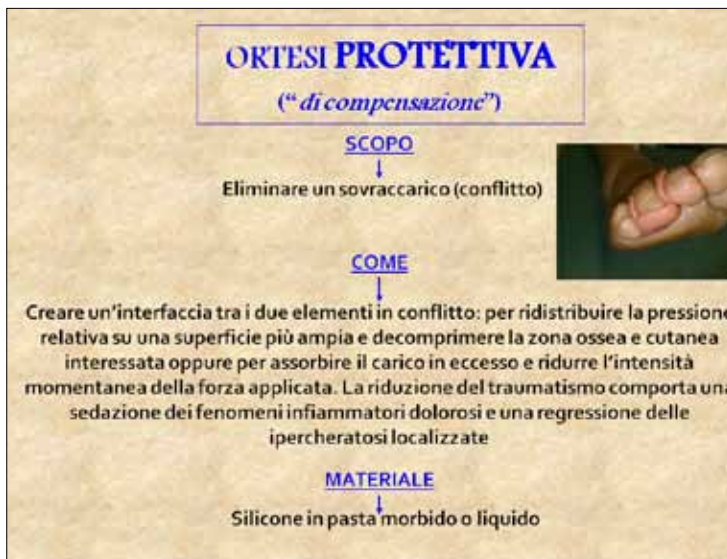 ORTESI PROTETTIVA
(“di compensazione”)
SCOPO
Eliminare un sovraccarico (conflitto)
COME
Creare un’interfaccia tra i due elementi in conflitto: per ridistribuire la pressione
relativa su una superficie più ampia e decomprimere la zona ossea e cutanea
interessata oppure per assorbire il carico in eccesso e ridurre l’intensità
momentanea della forza applicata. La riduzione del traumatismo comporta una
sedazione dei fenomeni infiammatori dolorosi e una regressione delle
ipercheratosi localizzate
MATERIALE
Silicone in pasta morbido o liquido